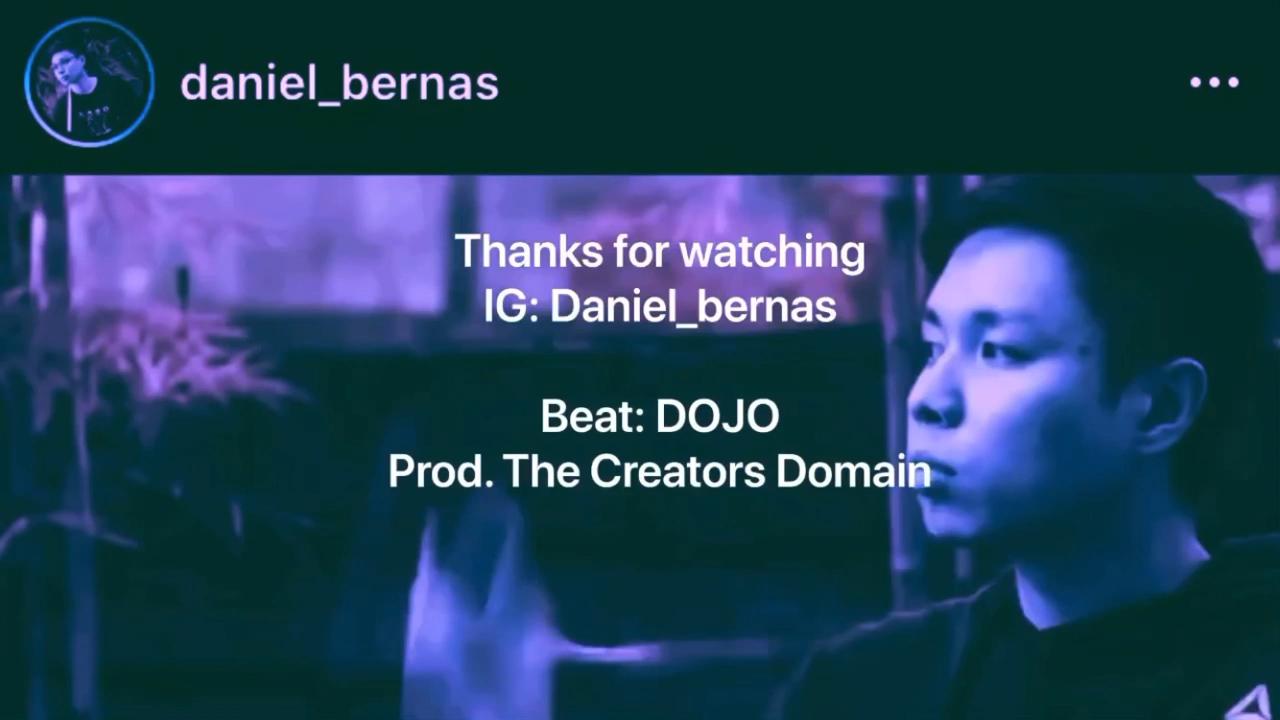 daniel_bernas
Thanks for watching
IG: Daniel_bernas
Beat: DOJO
Prod. The Creators Domain